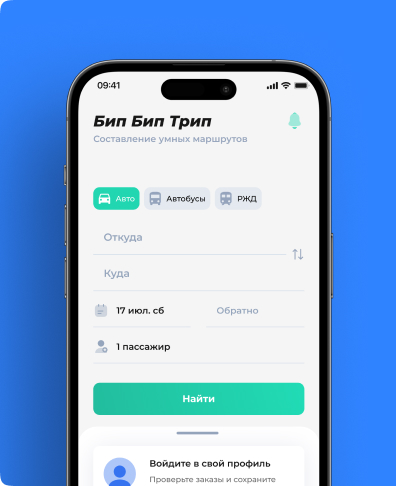 09:41
Бип Бип Трип
Составление умных маршрутов
Авто Автобусы РЖД
Откуда
Куда
17 июл. сб Обратно
1 пассажир
Найти
Войдите в свой профиль
Проверьте заказы и сохраните